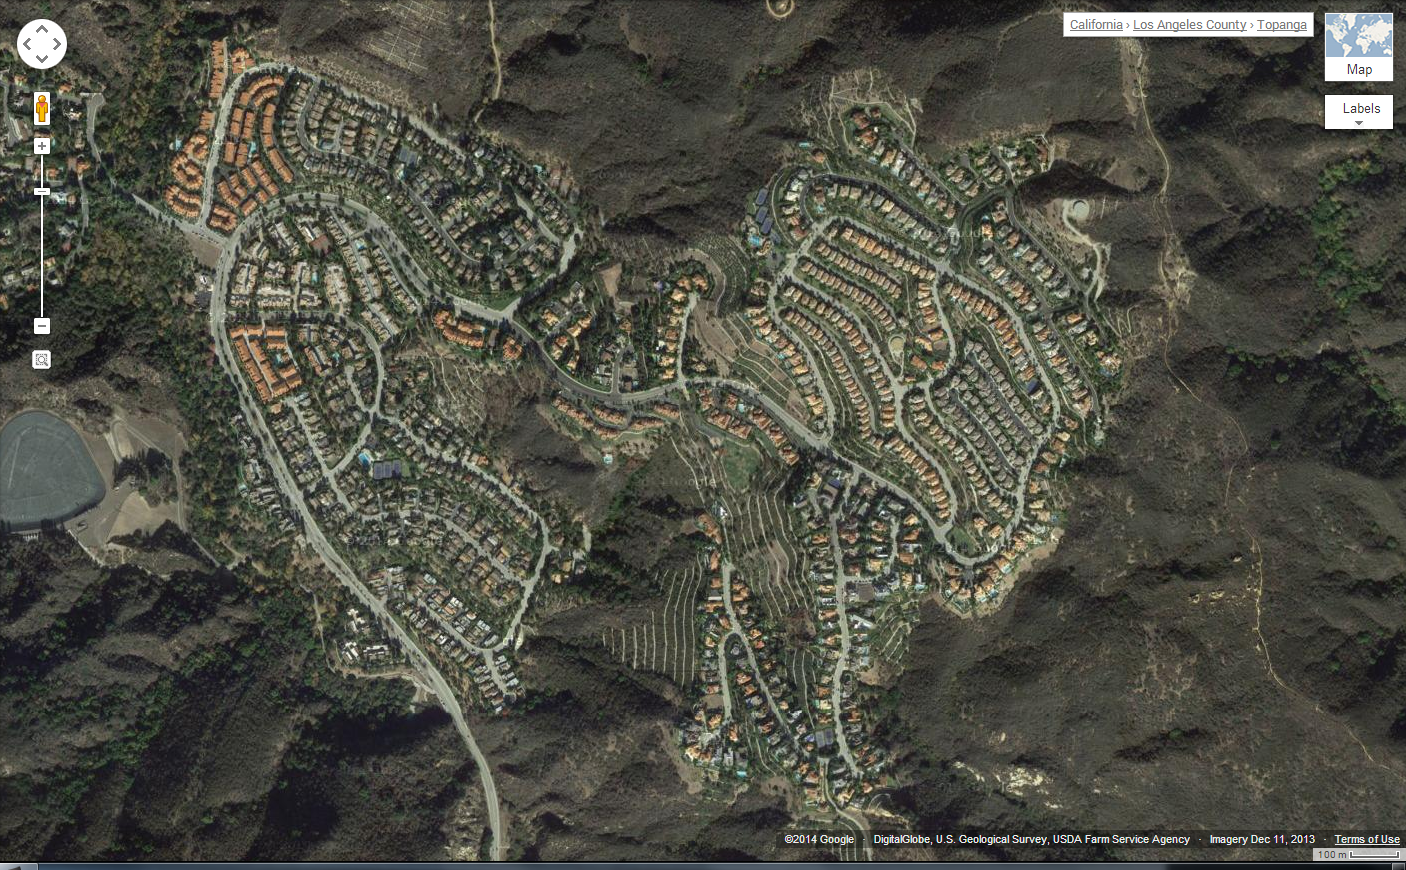 California › Los Angeles County › Topanga
Map
Labels
©2014 Google · DigitalGlobe, U.S. Geological Survey, USDA Farm Service Agency · Imagery Dec 11, 2013 · Terms of Use
100 m